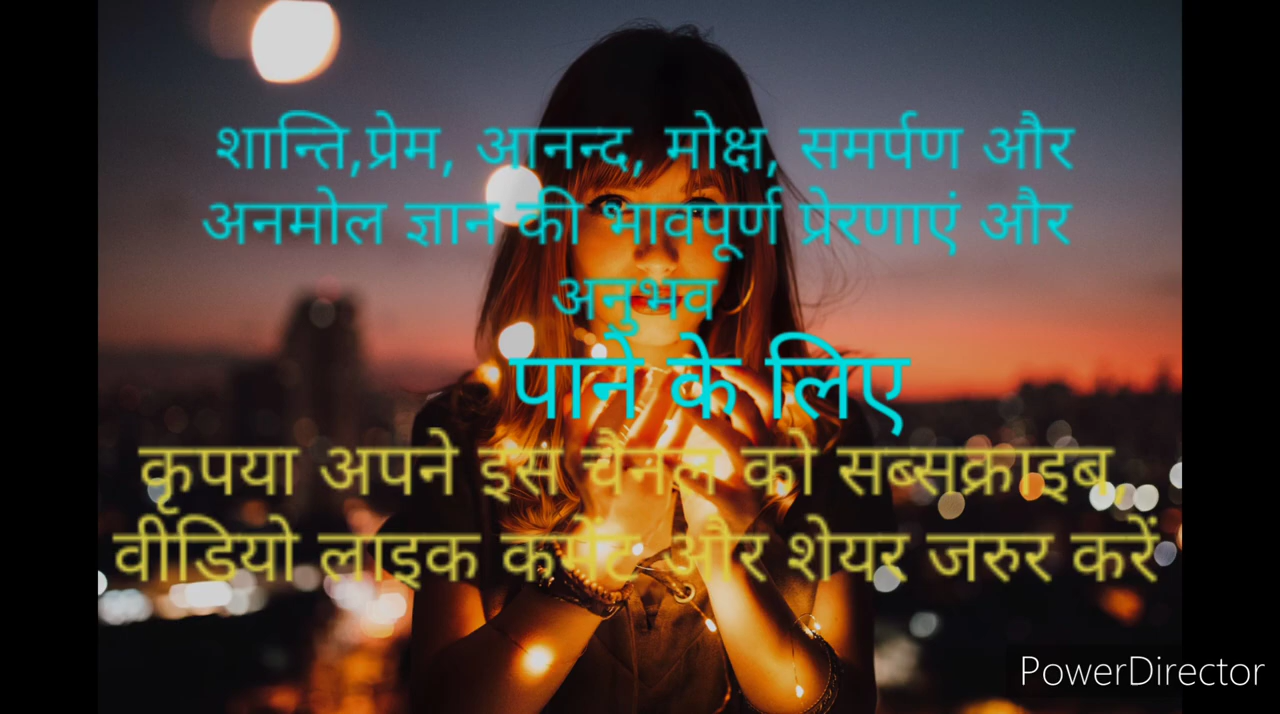 शान्ति,प्रेम, आनन्द, मोक्ष, समर्पण और
अनमोल ज्ञान की भावपूर्ण प्रेरणाएं और
अनुभव
पाने के लिए
कृपया अपने इस चैनल को सब्सक्राइब
वीडियो लाइक कमेंट और शेयर जरुर करें
PowerDirector